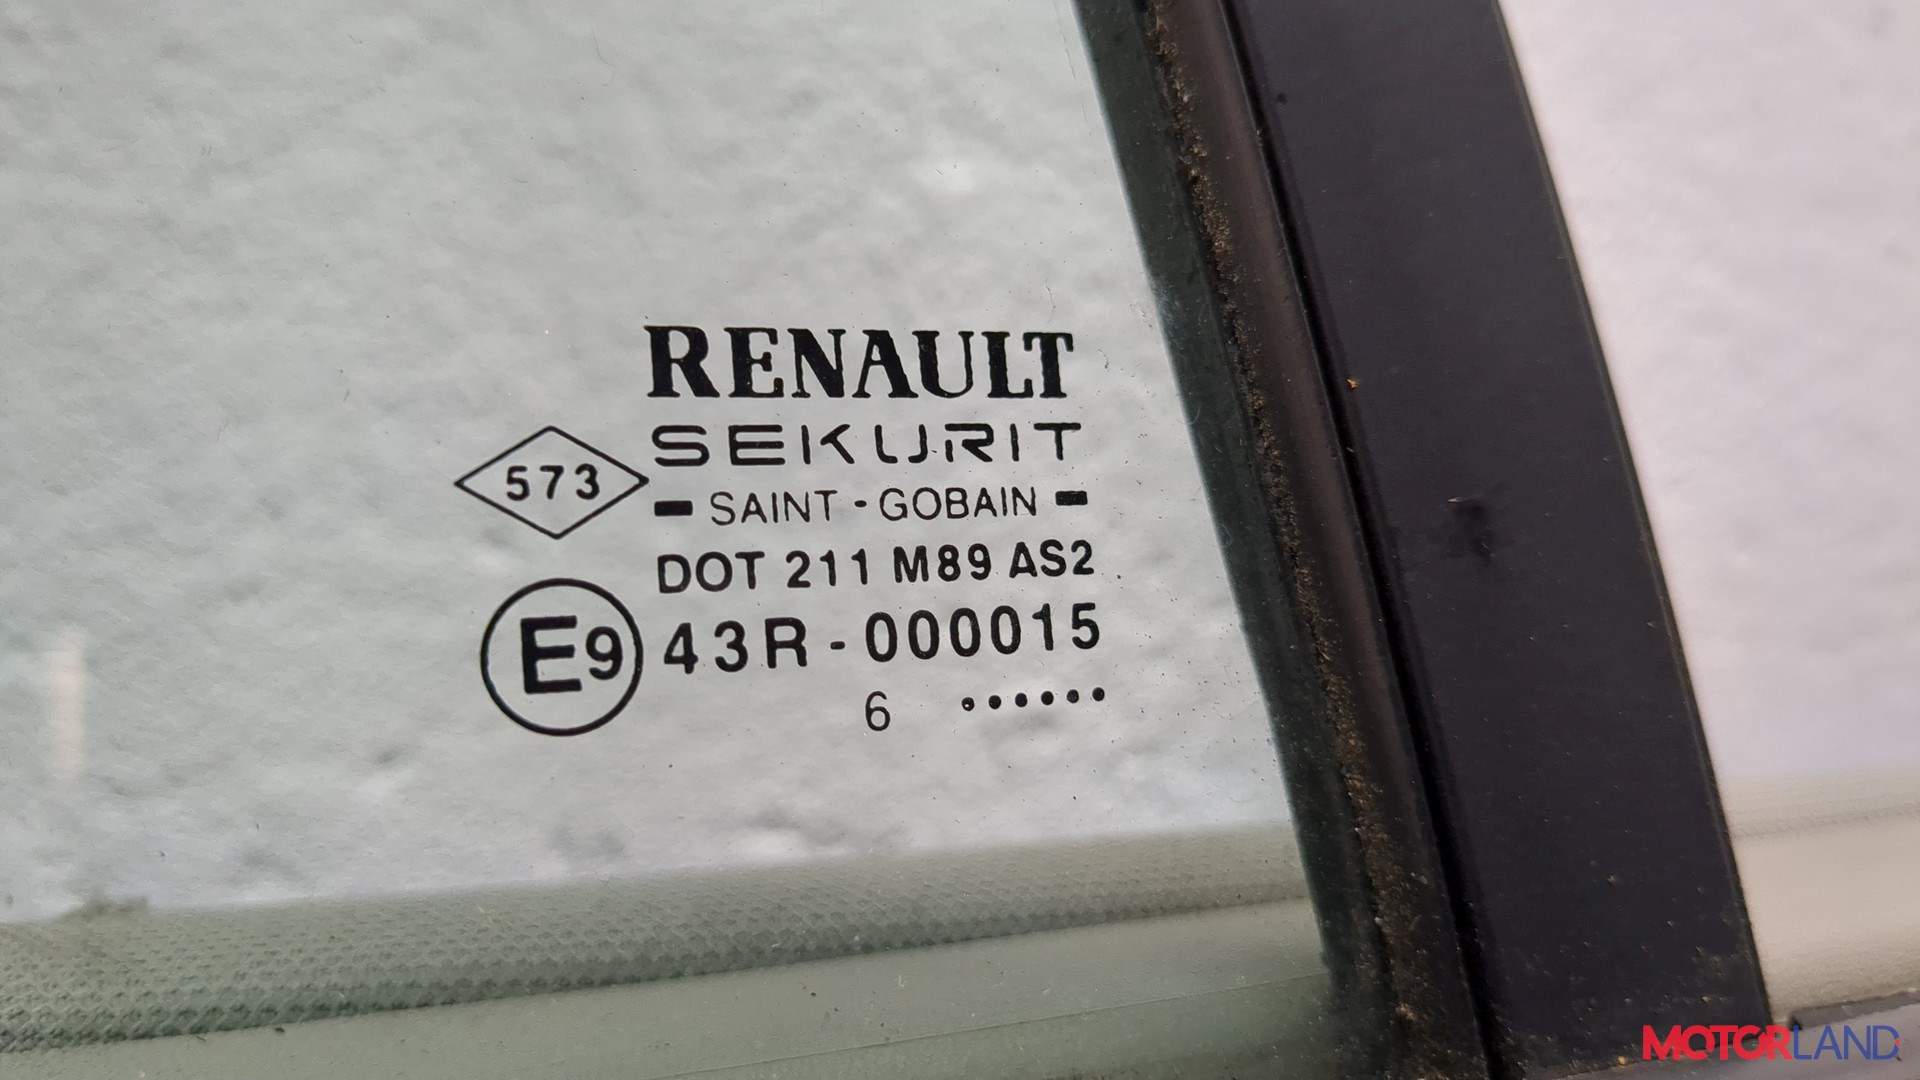 RENAULT
SEKURIT
573
SAINT-GOBAIN
DOT 211 M89 AS2
E9 43R-000015
6 ······
MOTORLAND